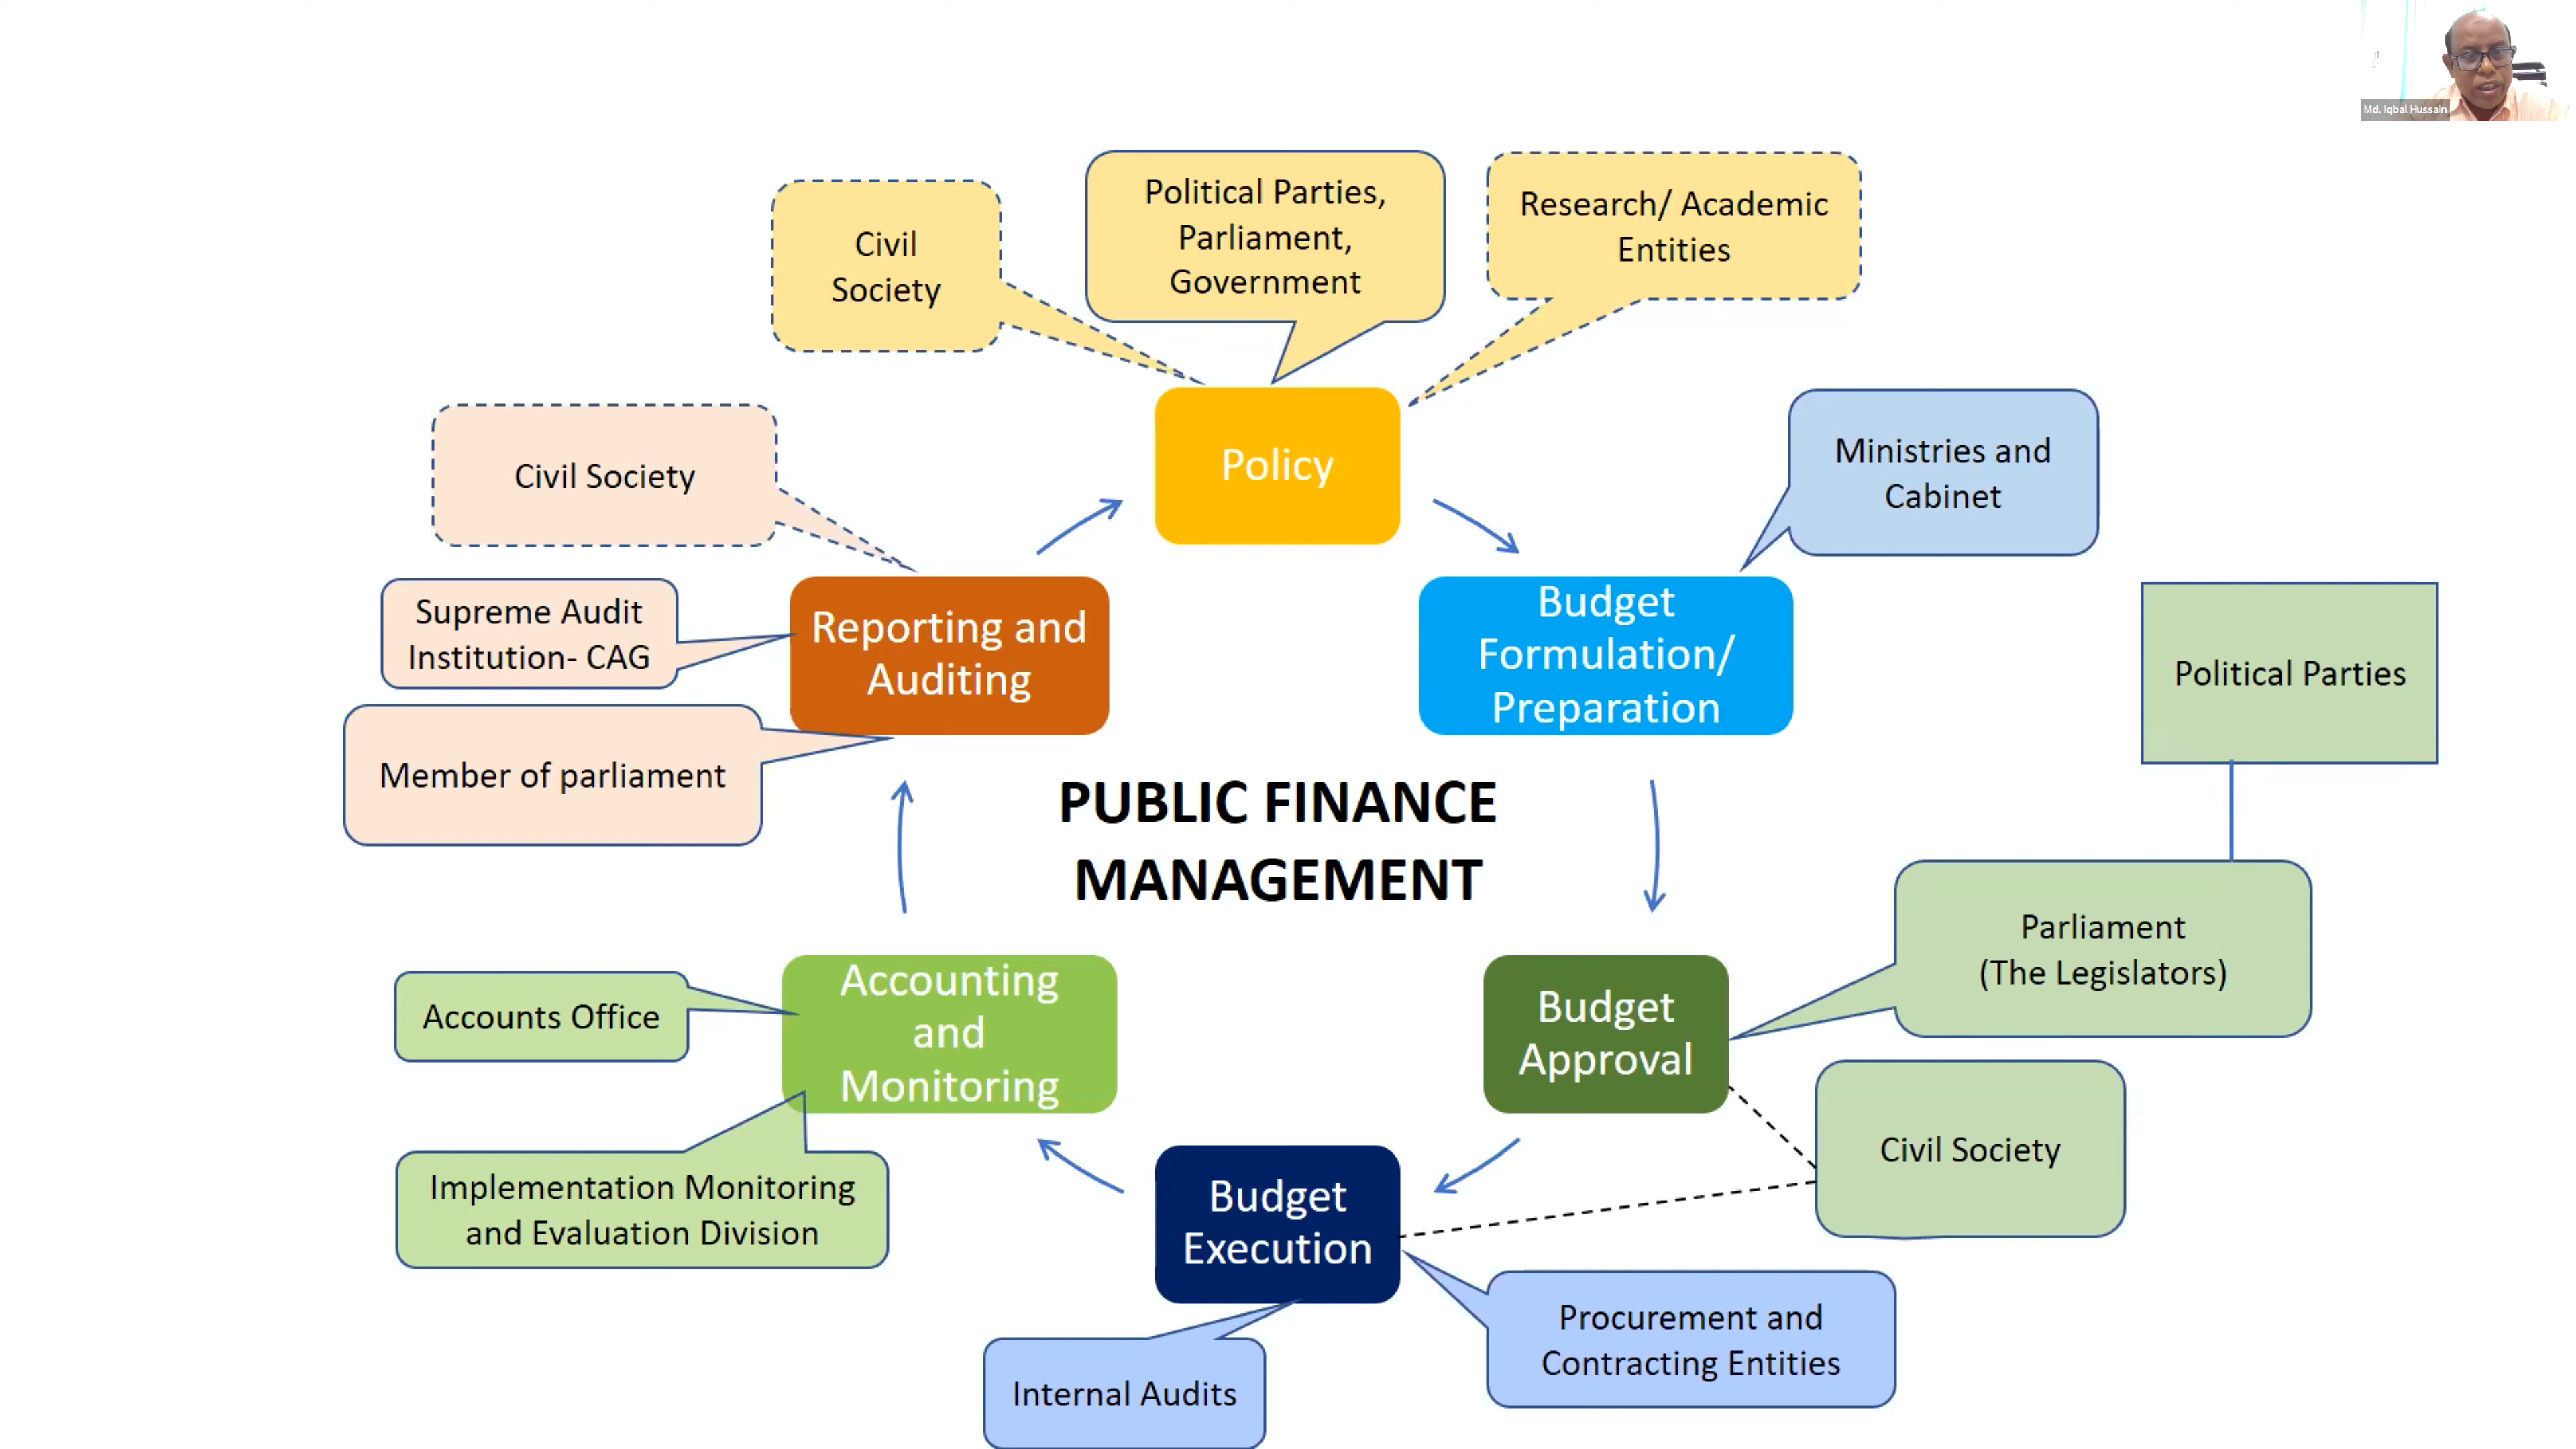 Md. Iqbal Hussain
Civil
Society
Political Parties,
Parliament,
Government
Research/ Academic
Entities
Civil Society
Policy
Ministries and
Cabinet
Supreme Audit
Institution- CAG
Reporting and
Auditing
Budget
Formulation/
Preparation
Political Parties
Member of parliament
PUBLIC FINANCE
MANAGEMENT
Parliament
(The Legislators)
Accounts Office
Accounting
and
Monitoring
Budget
Approval
Civil Society
Implementation Monitoring
and Evaluation Division
Budget
Execution
Procurement and
Contracting Entities
Internal Audits